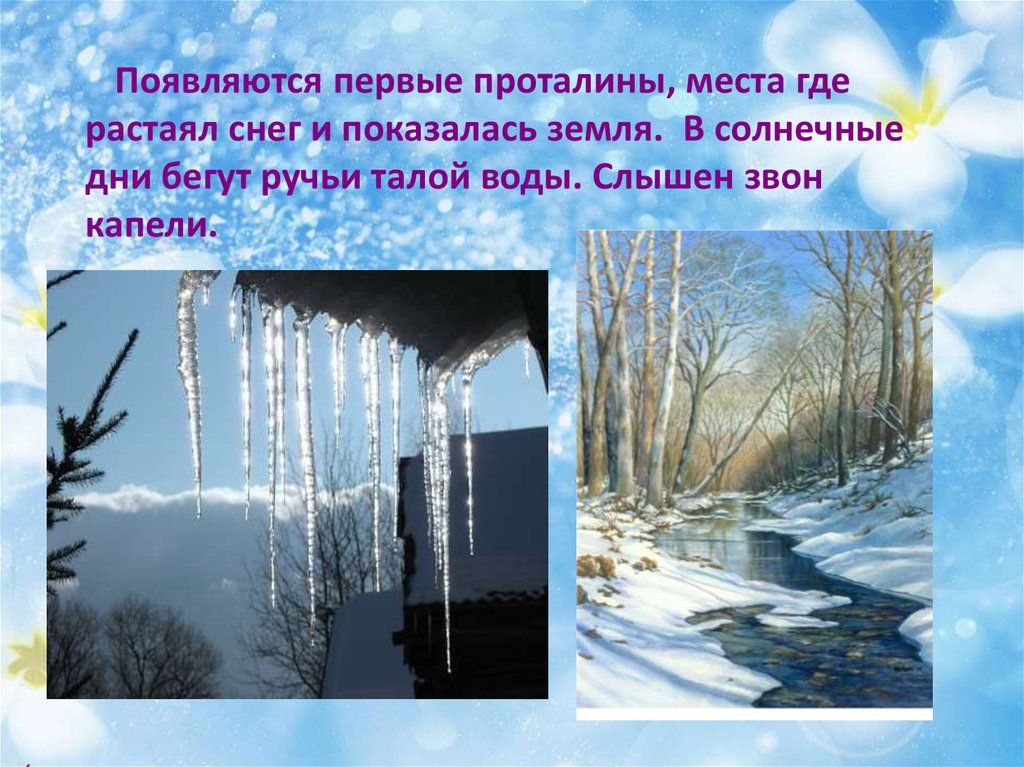 Появляются первые проталины, места где
растаял снег и показалась земля. В солнечные
дни бегут ручьи талой воды. Слышен звон
капели.